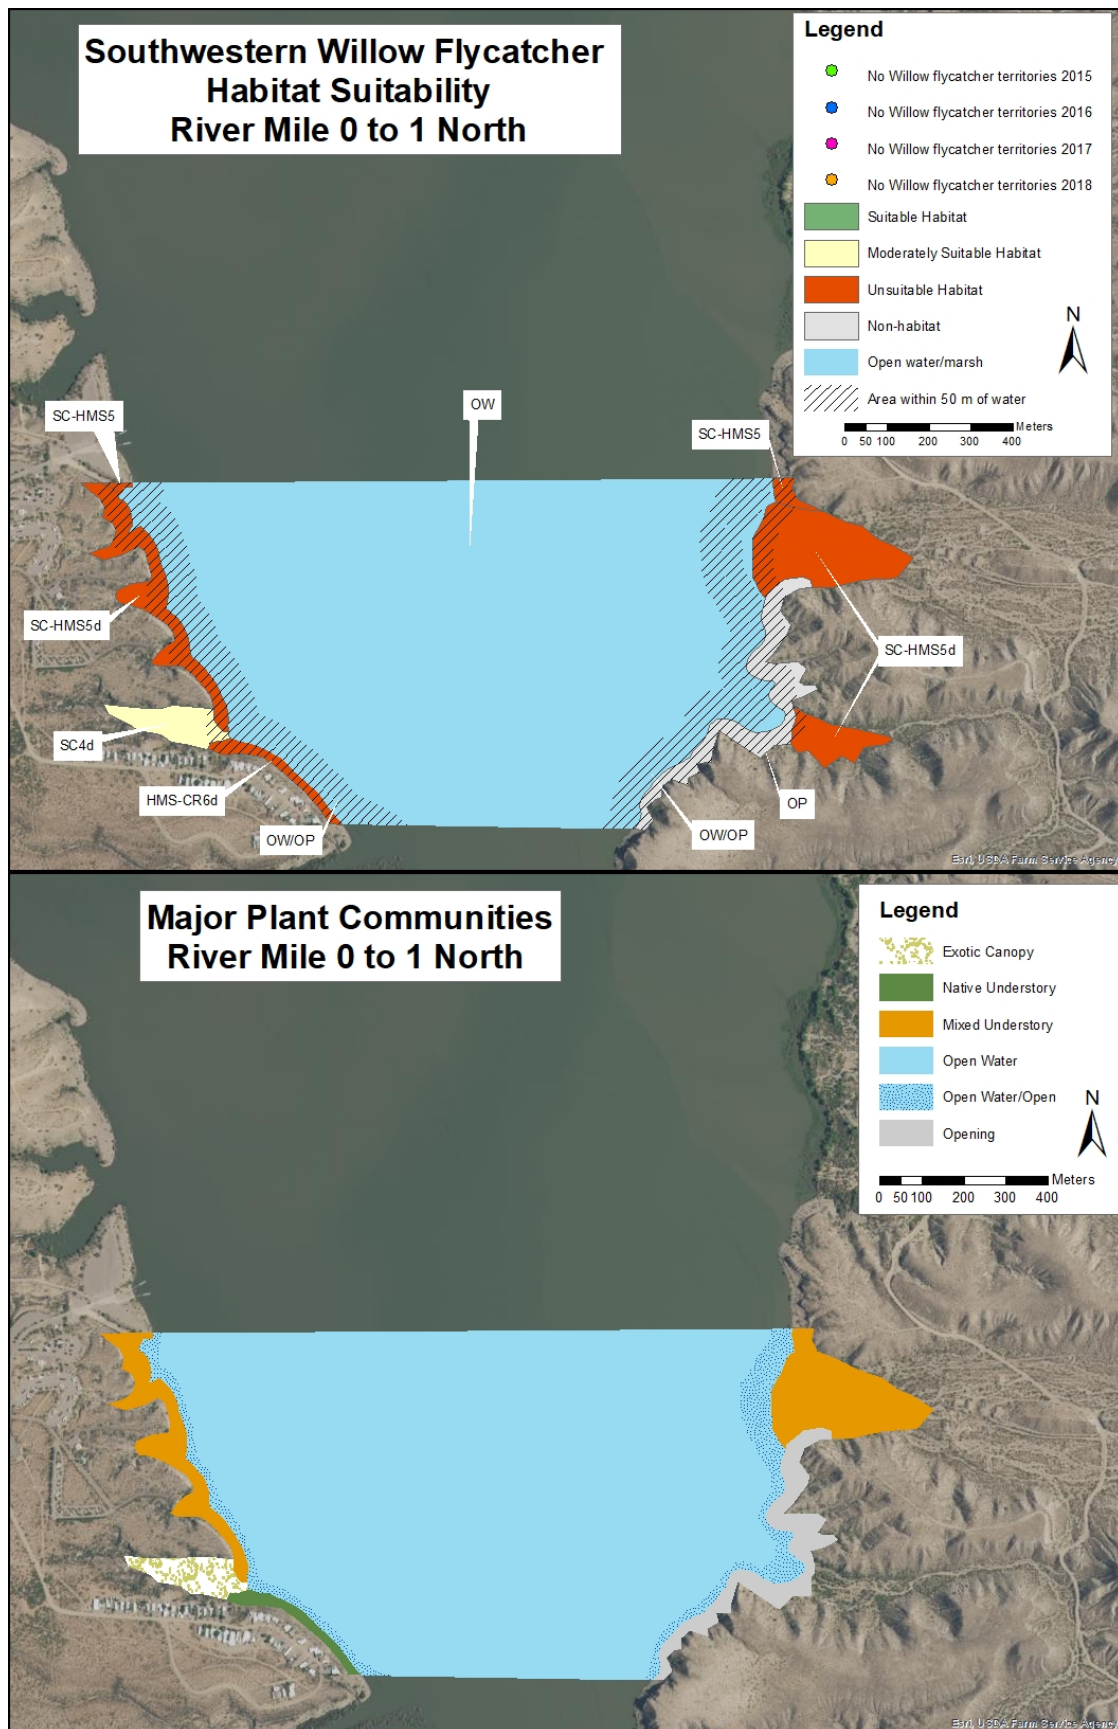 Southwestern Willow Flycatcher
Habitat Suitability
River Mile 0 to 1 North
Legend
No Willow flycatcher territories 2015
No Willow flycatcher territories 2016
No Willow flycatcher territories 2017
No Willow flycatcher territories 2018
Suitable Habitat
Moderately Suitable Habitat
Unsuitable Habitat
Non-habitat
Open water/marsh
Area within 50 m of water
N
Meters
0 50 100 200 300 400
SC-HMS5
OW
SC-HMS5
SC-HMS5d
SC-HMS5d
SC4d
HMS-CR6d
OW/OP
OW/OP
OP
Esri, USDA Farm Service Agency
Major Plant Communities
River Mile 0 to 1 North
Legend
Exotic Canopy
Native Understory
Mixed Understory
Open Water
Open Water/Open
Opening
N
Meters
0 50 100 200 300 400
Esri, USDA Farm Service Agency